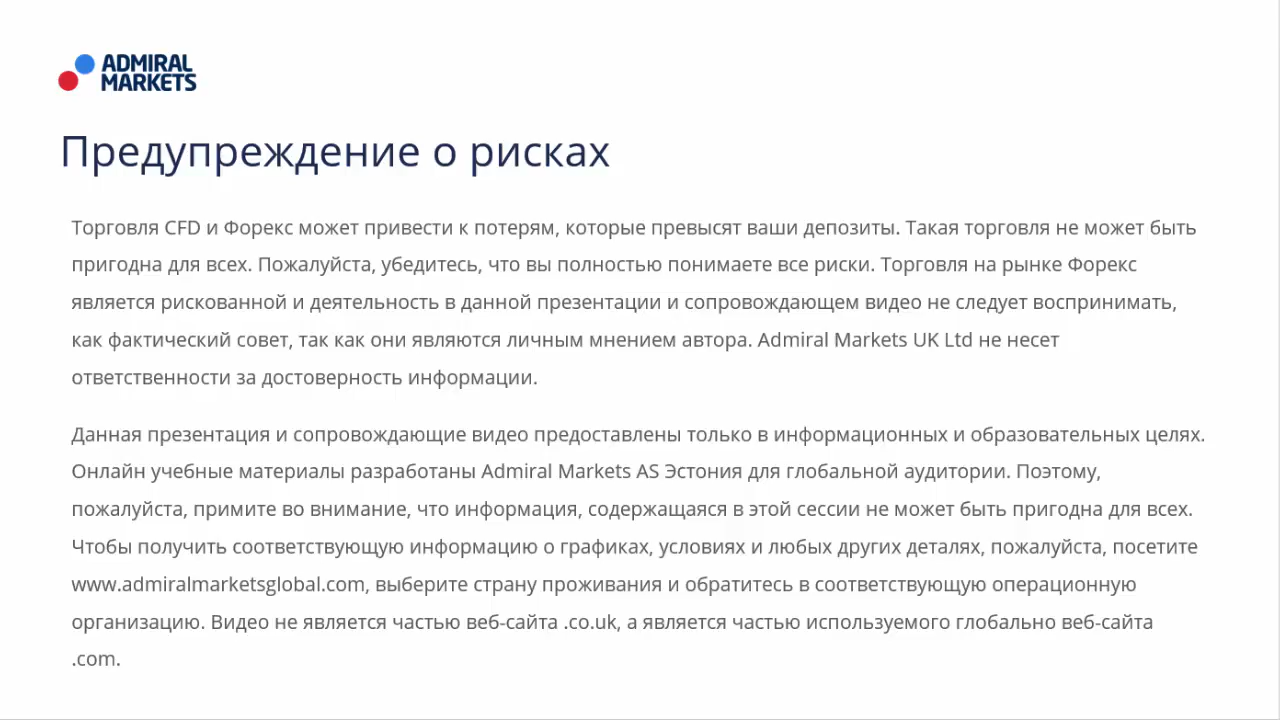 ADMIRAL
MARKETS
Предупреждение о рисках
Торговля CFD и Форекс может привести к потерям, которые превысят ваши депозиты. Такая торговля не может быть
пригодна для всех. Пожалуйста, убедитесь, что вы полностью понимаете все риски. Торговля на рынке Форекс
является рискованной и деятельность в данной презентации и сопровождающем видео не следует воспринимать,
как фактический совет, так как они являются личным мнением автора. Admiral Markets UK Ltd не несет
ответственности за достоверность информации.
Данная презентация и сопровождающие видео предоставлены только в информационных и образовательных целях.
Онлайн учебные материалы разработаны Admiral Markets AS Эстония для глобальной аудитории. Поэтому,
пожалуйста, примите во внимание, что информация, содержащаяся в этой сессии не может быть пригодна для всех.
Чтобы получить соответствующую информацию о графиках, условиях и любых других деталях, пожалуйста, посетите
www.admiralmarketsglobal.com, выберите страну проживания и обратитесь в соответствующую операционную
организацию. Видео не является частью веб-сайта .co.uk, а является частью используемого глобально веб-сайта
.com.